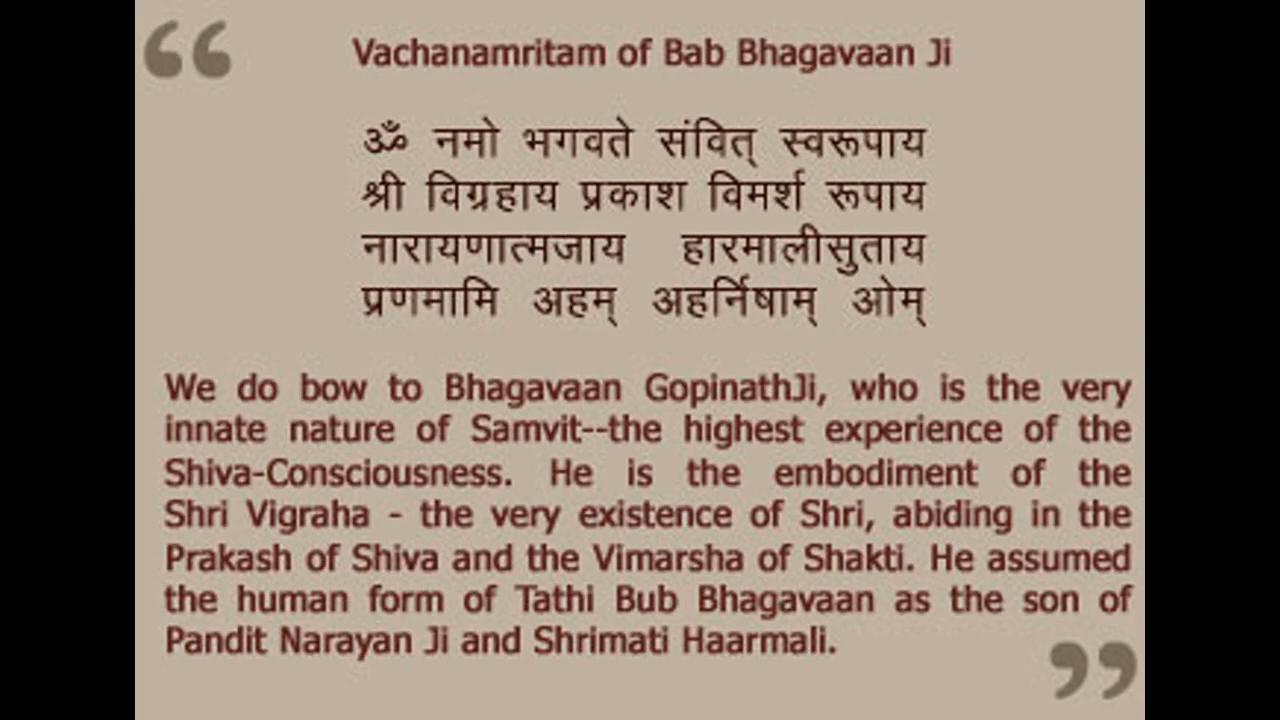 Vachanamritam of Bab Bhagavaan Ji
ॐ नमो भगवते संवित् स्वरूपाय
श्री विग्रहाय प्रकाश विमर्श रूपाय
नारायणात्मजाय हारमालीसुताय
प्रणमामि अहम् अहर्निषाम् ओम्
We do bow to Bhagavaan GopinathJi, who is the very
innate nature of Samvit--the highest experience of the
Shiva-Consciousness. He is the embodiment of the
Shri Vigraha - the very existence of Shri, abiding in the
Prakash of Shiva and the Vimarsha of Shakti. He assumed
the human form of Tathi Bub Bhagavaan as the son of
Pandit Narayan Ji and Shrimati Haarmali.